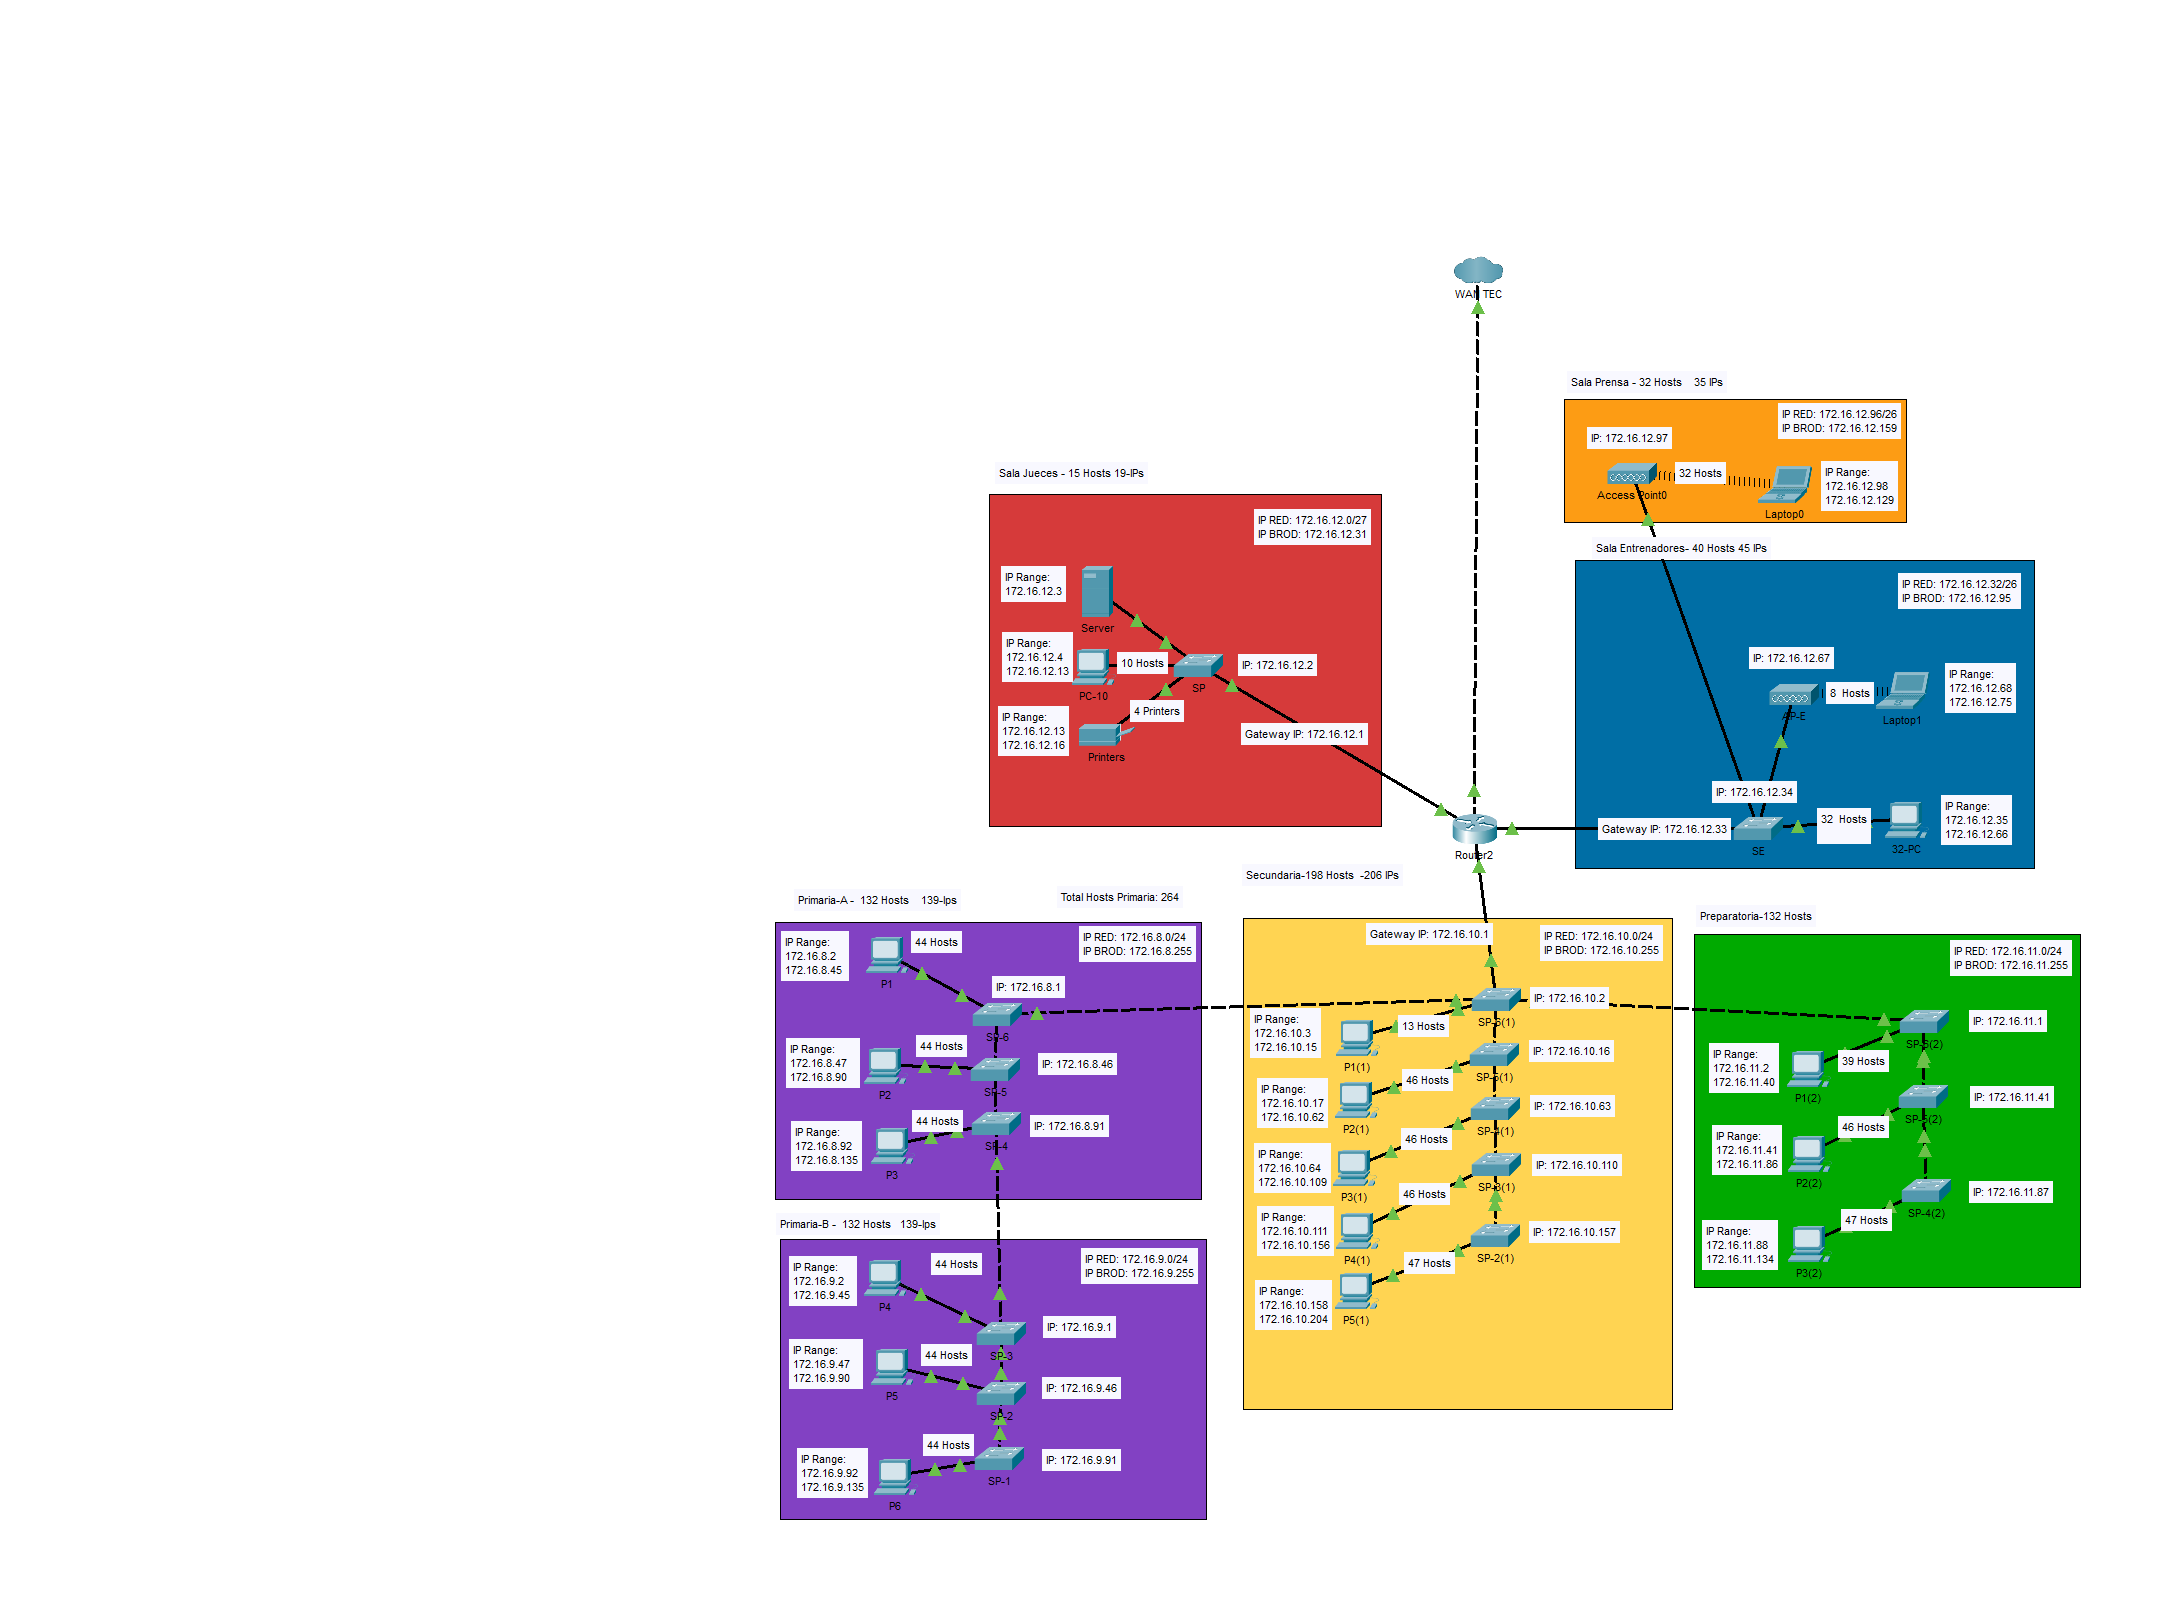 WAN TEC
Sala Prensa - 32 Hosts    35 IPs
IP RED: 172.16.12.96/26
IP BROD: 172.16.12.159
IP: 172.16.12.97
32 Hosts
IP Range:
172.16.12.98
172.16.12.129
Access Point0
Laptop0
Sala Jueces - 15 Hosts 19-IPs
IP RED: 172.16.12.0/27
IP BROD: 172.16.12.31
IP Range:
172.16.12.3
Server
IP Range:
172.16.12.4
172.16.12.13
10 Hosts
PC-10
IP: 172.16.12.2
SP
4 Printers
IP Range:
172.16.12.13
172.16.12.16
Printers
Gateway IP: 172.16.12.1
Sala Entrenadores- 40 Hosts 45 IPs
IP RED: 172.16.12.32/26
IP BROD: 172.16.12.95
IP: 172.16.12.67
8  Hosts
IP Range:
172.16.12.68
172.16.12.75
AP-E
Laptop1
IP: 172.16.12.34
Gateway IP: 172.16.12.33
32  Hosts
IP Range:
172.16.12.35
172.16.12.66
SE
32-PC
Router2
Primaria-A -  132 Hosts    139-Ips
Total Hosts Primaria: 264
IP RED: 172.16.8.0/24
IP BROD: 172.16.8.255
IP Range:
172.16.8.2
172.16.8.45
44 Hosts
P1
IP: 172.16.8.1
SP-6
IP Range:
172.16.8.47
172.16.8.90
44 Hosts
P2
IP: 172.16.8.46
SP-5
IP Range:
172.16.8.92
172.16.8.135
44 Hosts
P3
IP: 172.16.8.91
SP-4
Primaria-B -  132 Hosts    139-Ips
IP RED: 172.16.9.0/24
IP BROD: 172.16.9.255
IP Range:
172.16.9.2
172.16.9.45
44 Hosts
P4
IP: 172.16.9.1
SP-3
IP Range:
172.16.9.47
172.16.9.90
44 Hosts
P5
IP: 172.16.9.46
SP-2
IP Range:
172.16.9.92
172.16.9.135
44 Hosts
P6
IP: 172.16.9.91
SP-1
Secundaria-198 Hosts  -206 IPs
Gateway IP: 172.16.10.1
IP RED: 172.16.10.0/24
IP BROD: 172.16.10.255
IP Range:
172.16.10.3
172.16.10.15
13 Hosts
P1(1)
IP: 172.16.10.2
SP-6(1)
IP Range:
172.16.10.17
172.16.10.62
46 Hosts
P2(1)
IP: 172.16.10.16
SP-5(1)
IP Range:
172.16.10.64
172.16.10.109
46 Hosts
P3(1)
IP: 172.16.10.63
SP-4(1)
IP Range:
172.16.10.111
172.16.10.156
46 Hosts
P4(1)
IP: 172.16.10.110
SP-3(1)
IP Range:
172.16.10.158
172.16.10.204
47 Hosts
P5(1)
IP: 172.16.10.157
SP-2(1)
Preparatoria-132 Hosts
IP RED: 172.16.11.0/24
IP BROD: 172.16.11.255
IP Range:
172.16.11.2
172.16.11.40
39 Hosts
P1(2)
IP: 172.16.11.1
SP-6(2)
IP Range:
172.16.11.41
172.16.11.86
46 Hosts
P2(2)
IP: 172.16.11.41
SP-5(2)
IP Range:
172.16.11.88
172.16.11.134
47 Hosts
P3(2)
IP: 172.16.11.87
SP-4(2)